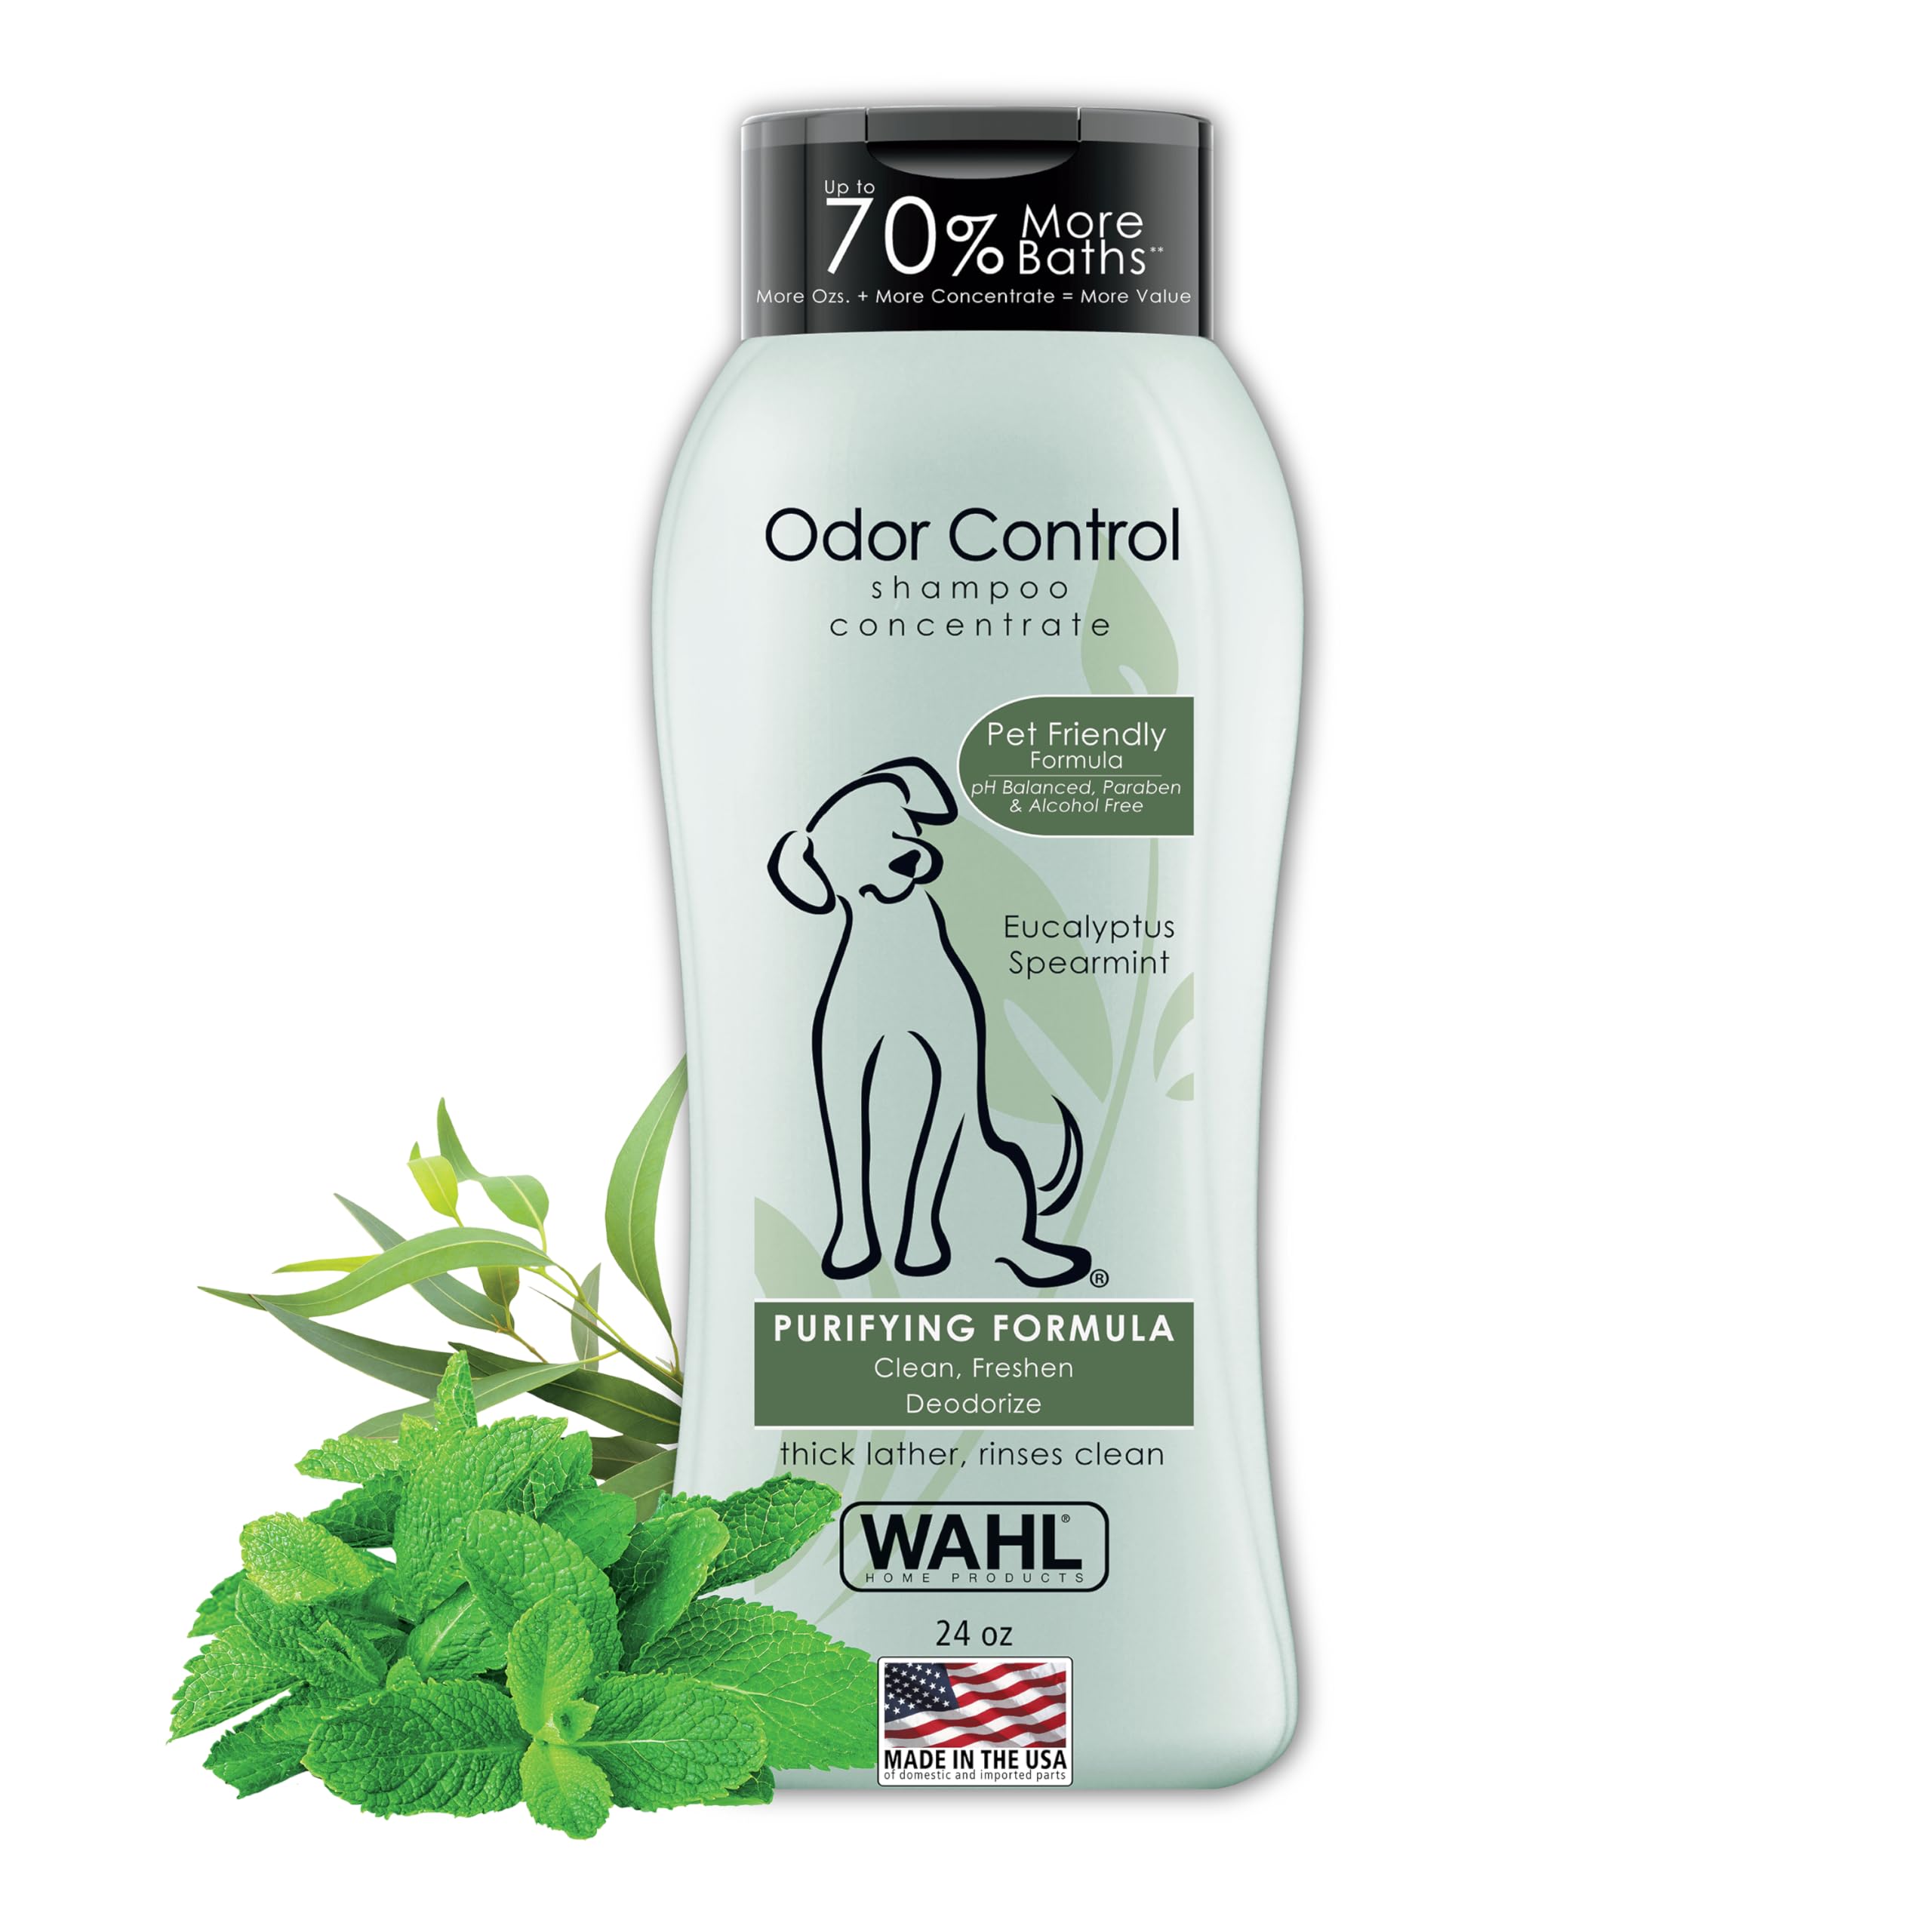 Up to
70% More
Baths**
More Ozs. + More Concentrate = More Value
Odor Control
shampoo
concentrate
Pet Friendly
Formula
pH Balanced, Paraben
& Alcohol Free
Eucalyptus
Spearmint
®
PURIFYING FORMULA
Clean, Freshen
Deodorize
thick lather, rinses clean
WAHL®
HOME PRODUCTS
24 oz
MADE IN THE USA
of domestic and imported parts